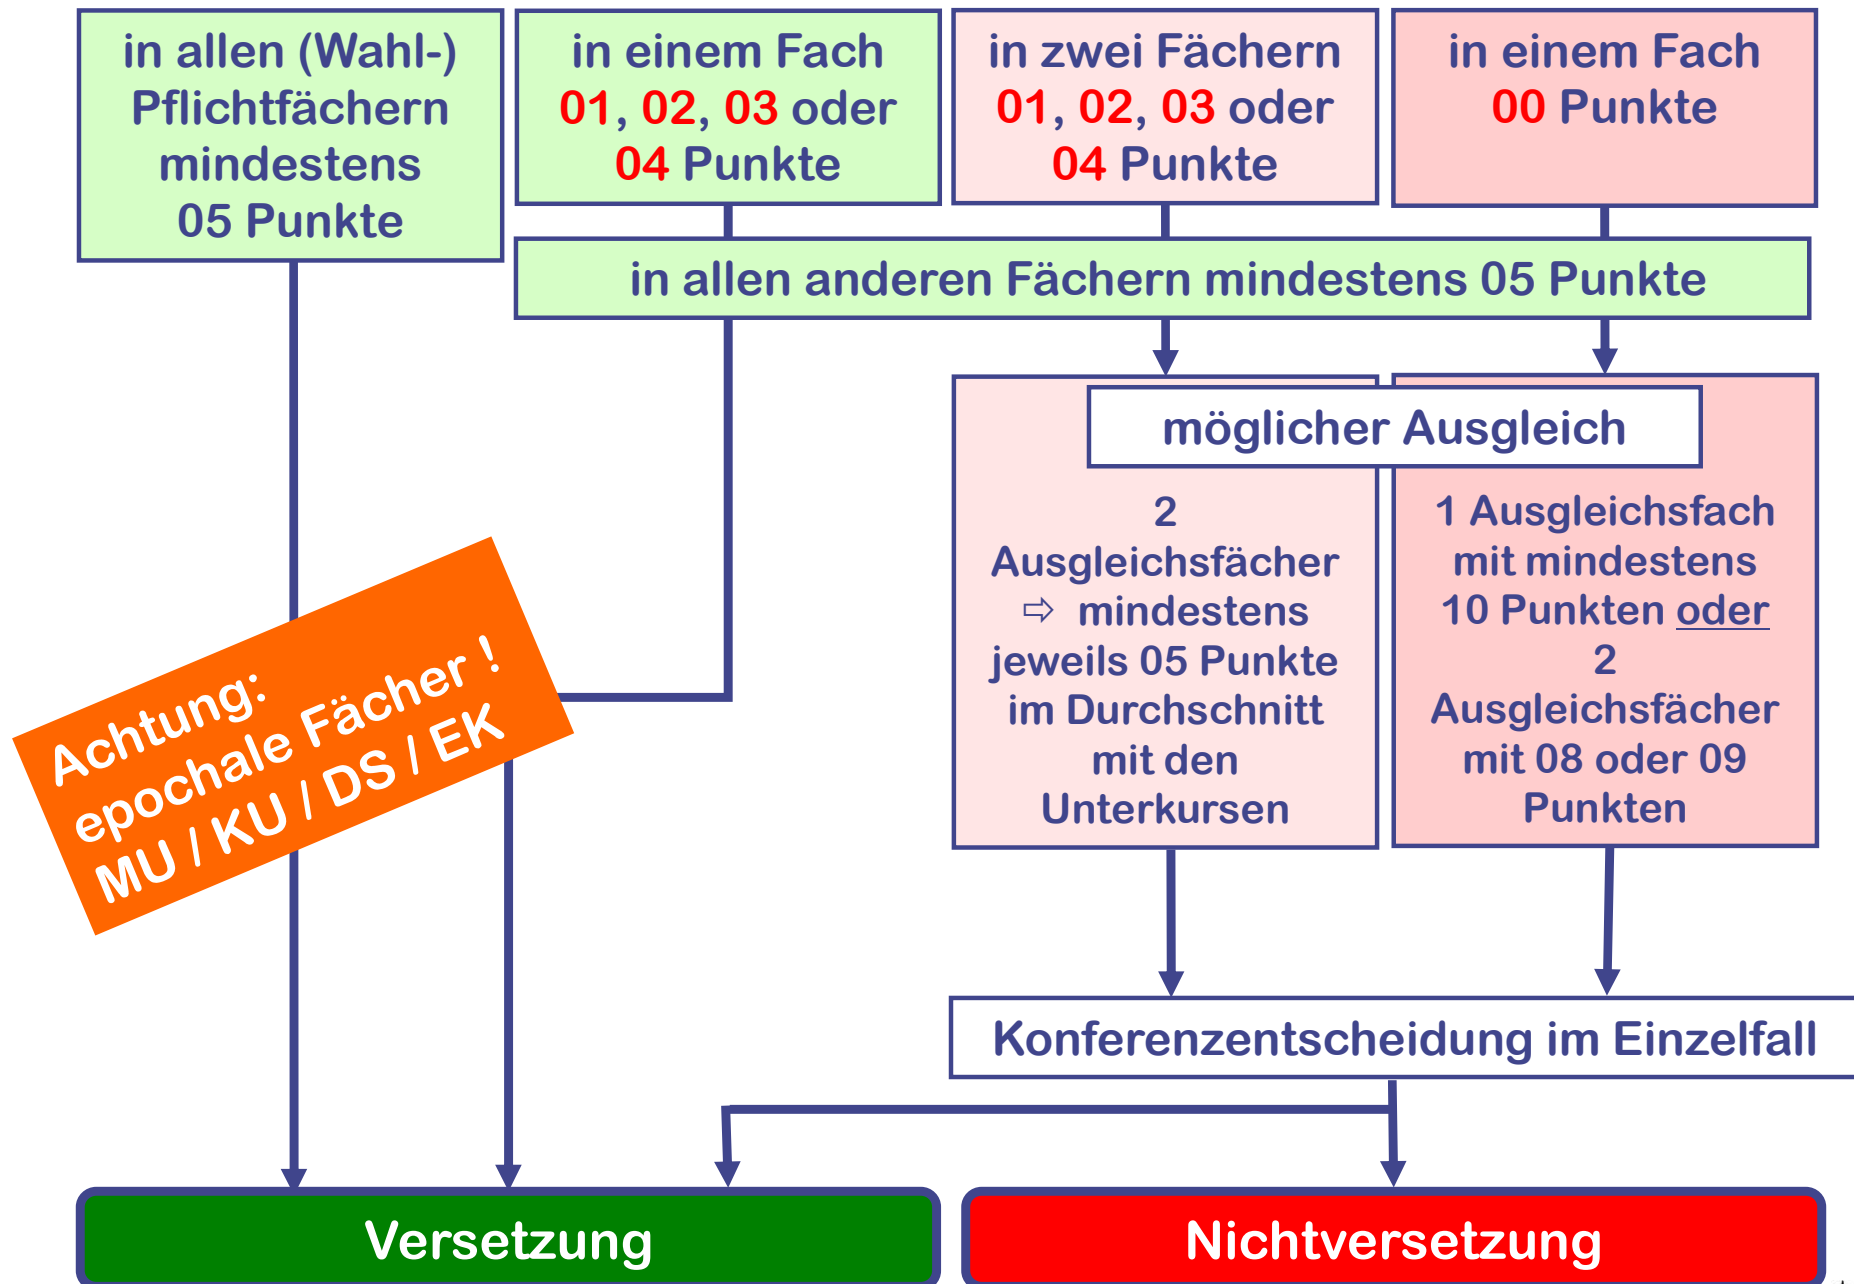 in allen (Wahl-)
Pflichtfächern
mindestens
05 Punkte
in einem Fach
01, 02, 03 oder
04 Punkte
in zwei Fächern
01, 02, 03 oder
04 Punkte
in einem Fach
00 Punkte
in allen anderen Fächern mindestens 05 Punkte
möglicher Ausgleich
2
Ausgleichsfächer
⇨ mindestens
jeweils 05 Punkte
im Durchschnitt
mit den
Unterkursen
1 Ausgleichsfach
mit mindestens
10 Punkten oder
2
Ausgleichsfächer
mit 08 oder 09
Punkten
Achtung:
epochale Fächer !
MU / KU / DS / EK
Konferenzentscheidung im Einzelfall
Versetzung
Nichtversetzung